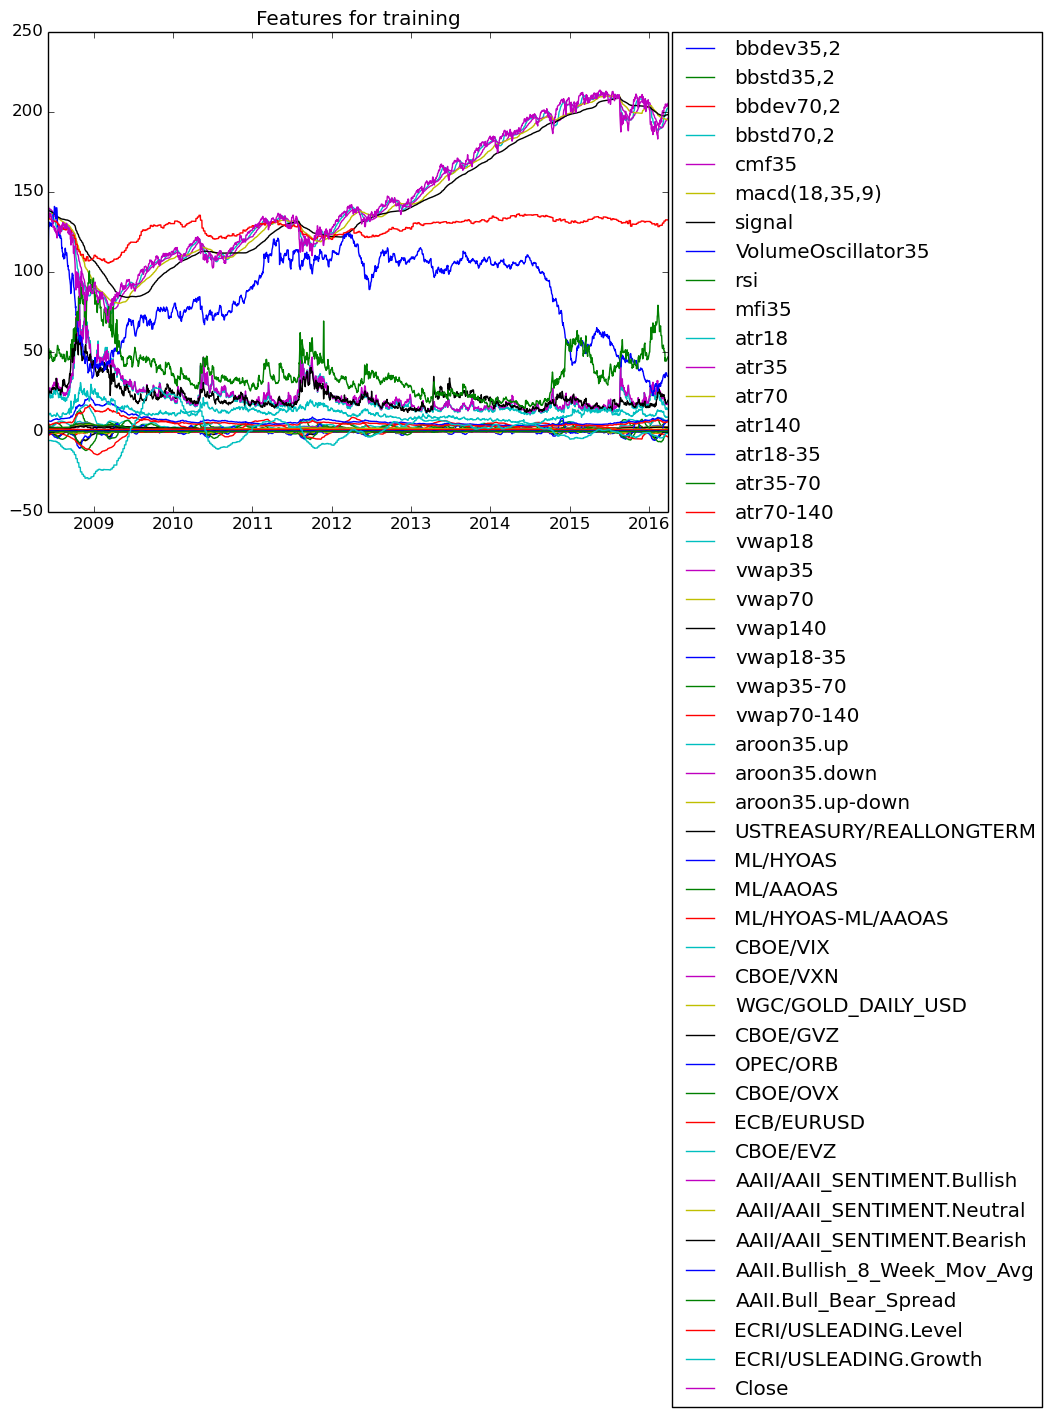 Features for training
250
200
150
100
50
0
−50
2009 2010 2011 2012 2013 2014 2015 2016
bbdev35,2
bbstd35,2
bbdev70,2
bbstd70,2
cmf35
macd(18,35,9)
signal
VolumeOscillator35
rsi
mfi35
atr18
atr35
atr70
atr140
atr18-35
atr35-70
atr70-140
vwap18
vwap35
vwap70
vwap140
vwap18-35
vwap35-70
vwap70-140
aroon35.up
aroon35.down
aroon35.up-down
USTREASURY/REALLONGTERM
ML/HYOAS
ML/AAOAS
ML/HYOAS-ML/AAOAS
CBOE/VIX
CBOE/VXN
WGC/GOLD_DAILY_USD
CBOE/GVZ
OPEC/ORB
CBOE/OVX
ECB/EURUSD
CBOE/EVZ
AAII/AAII_SENTIMENT.Bullish
AAII/AAII_SENTIMENT.Neutral
AAII/AAII_SENTIMENT.Bearish
AAII.Bullish_8_Week_Mov_Avg
AAII.Bull_Bear_Spread
ECRI/USLEADING.Level
ECRI/USLEADING.Growth
Close